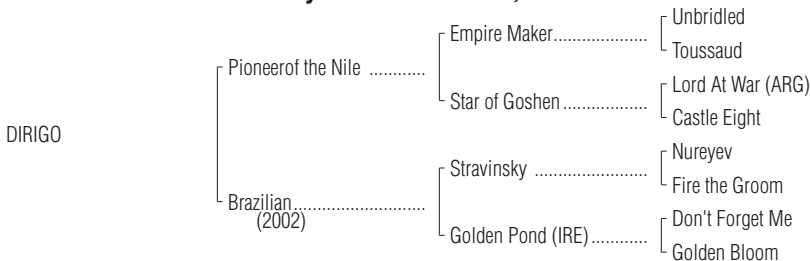 Unbridled
Empire Maker....................
Toussaud
Pioneerof the Nile ............
Lord At War (ARG)
Star of Goshen ..................
Castle Eight
DIRIGO
Nureyev
Stravinsky ........................
Fire the Groom
Brazilian............................
(2002)
Don't Forget Me
Golden Pond (IRE)............
Golden Bloom